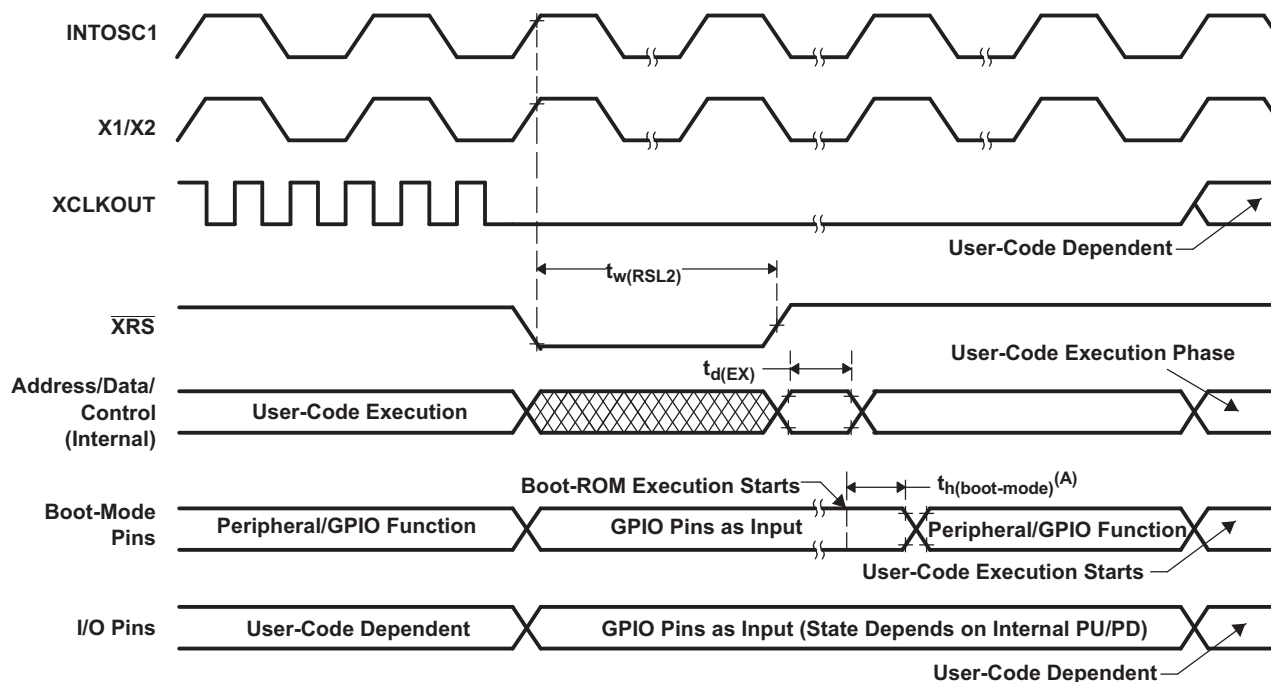 INTOSC1
X1/X2
XCLKOUT
User-Code Dependent
tw(RSL2)
XRS
User-Code Execution Phase
td(EX)
Address/Data/
Control
(Internal)
User-Code Execution
Boot-ROM Execution Starts
th(boot-mode)(A)
Boot-Mode
Pins
Peripheral/GPIO Function
GPIO Pins as Input
Peripheral/GPIO Function
User-Code Execution Starts
I/O Pins
User-Code Dependent
GPIO Pins as Input (State Depends on Internal PU/PD)
User-Code Dependent